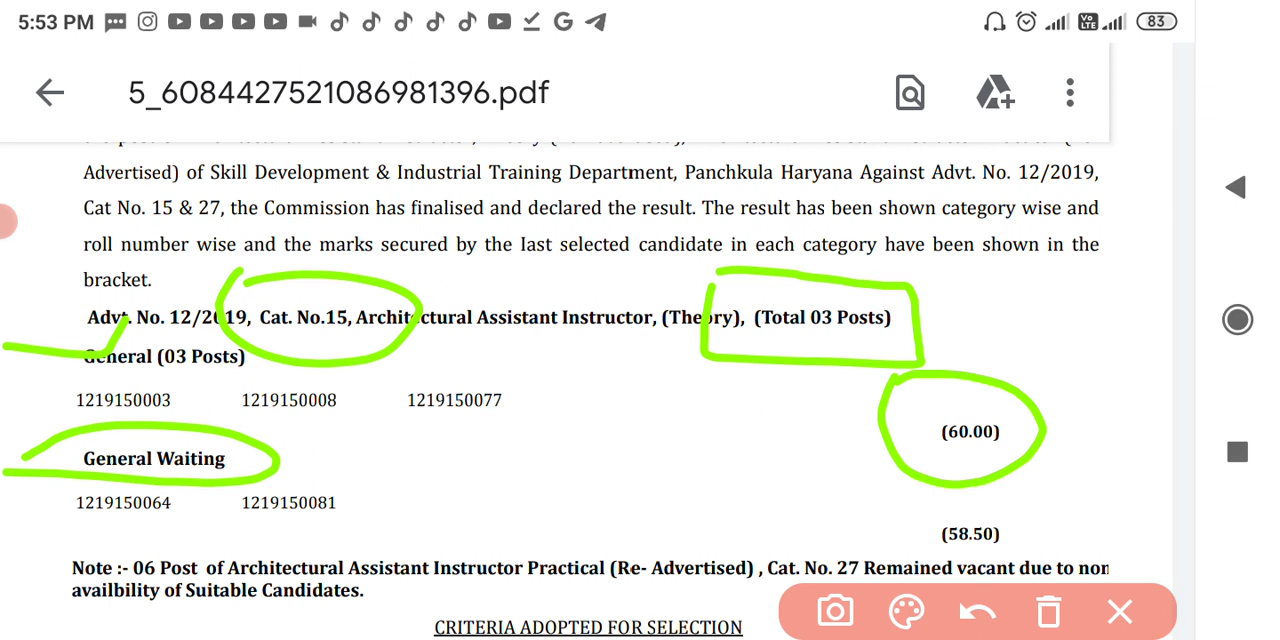 5:53 PM
83
5_6084427521086981396.pdf
Advertised) of Skill Development & Industrial Training Department, Panchkula Haryana Against Advt. No. 12/2019,
Cat No. 15 & 27, the Commission has finalised and declared the result. The result has been shown category wise and
roll number wise and the marks secured by the last selected candidate in each category have been shown in the
bracket.
Advt. No. 12/2019, Cat. No.15, Architectural Assistant Instructor, (Theory), (Total 03 Posts)
General (03 Posts)
1219150003 1219150008 1219150077
(60.00)
General Waiting
1219150064 1219150081
(58.50)
Note :- 06 Post of Architectural Assistant Instructor Practical (Re- Advertised) , Cat. No. 27 Remained vacant due to non
availbility of Suitable Candidates.
CRITERIA ADOPTED FOR SELECTION